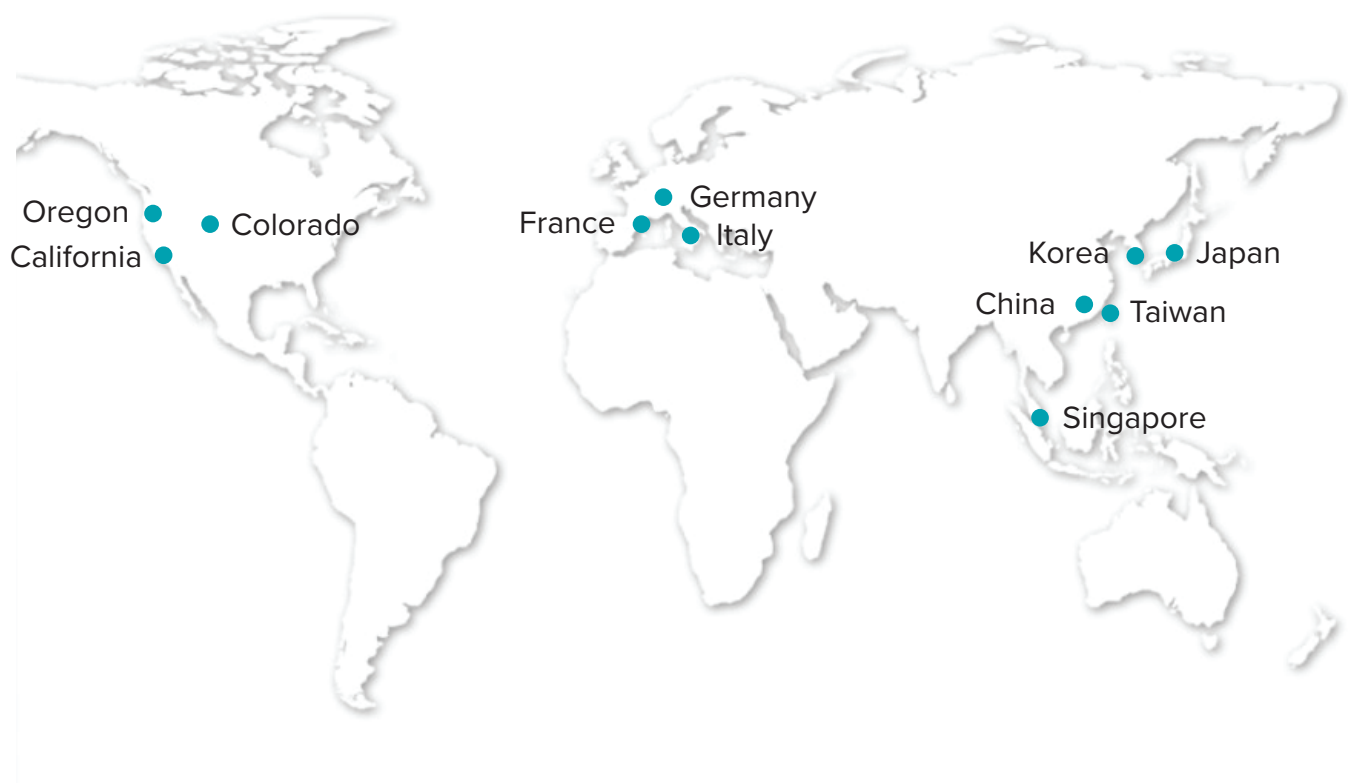 Oregon
Colorado
California
Germany
France
Italy
Korea
Japan
China
Taiwan
Singapore